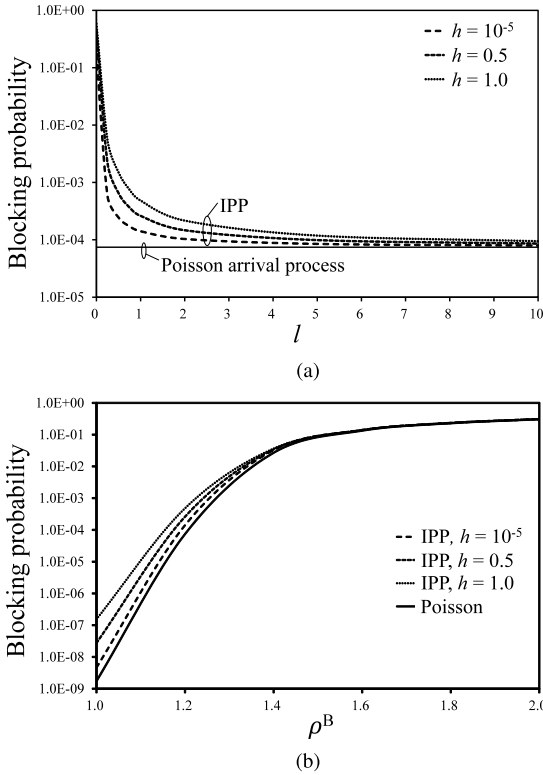 Blocking probability
1.0E+00
1.0E-01
1.0E-02
1.0E-03
1.0E-04
1.0E-05
h = 10⁻⁵
h = 0.5
h = 1.0
IPP
Poisson arrival process
0 1 2 3 4 5 6 7 8 9 10
l
(a)
Blocking probability
1.0E+00
1.0E-01
1.0E-02
1.0E-03
1.0E-04
1.0E-05
1.0E-06
1.0E-07
1.0E-08
1.0E-09
IPP, h = 10⁻⁵
IPP, h = 0.5
IPP, h = 1.0
Poisson
1.0 1.2 1.4 1.6 1.8 2.0
ρᴮ
(b)